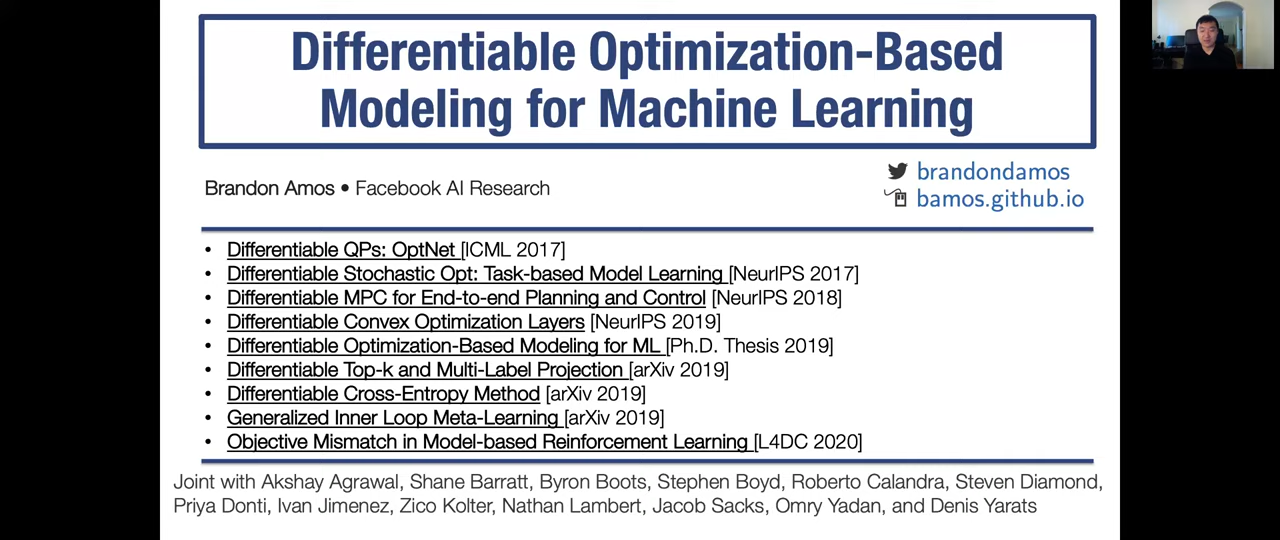 Differentiable Optimization-Based
Modeling for Machine Learning
Brandon Amos • Facebook AI Research
brandondamos
bamos.github.io
• Differentiable QPs: OptNet [ICML 2017]
• Differentiable Stochastic Opt: Task-based Model Learning [NeurIPS 2017]
• Differentiable MPC for End-to-end Planning and Control [NeurIPS 2018]
• Differentiable Convex Optimization Layers [NeurIPS 2019]
• Differentiable Optimization-Based Modeling for ML [Ph.D. Thesis 2019]
• Differentiable Top-k and Multi-Label Projection [arXiv 2019]
• Differentiable Cross-Entropy Method [arXiv 2019]
• Generalized Inner Loop Meta-Learning [arXiv 2019]
• Objective Mismatch in Model-based Reinforcement Learning [L4DC 2020]
Joint with Akshay Agrawal, Shane Barratt, Byron Boots, Stephen Boyd, Roberto Calandra, Steven Diamond,
Priya Donti, Ivan Jimenez, Zico Kolter, Nathan Lambert, Jacob Sacks, Omry Yadan, and Denis Yarats